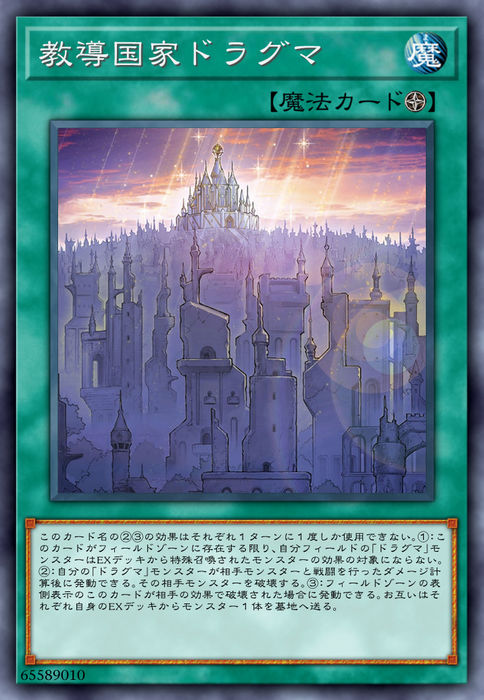 教導国家ドラグマ
魔
【魔法カード】
このカード名の②③の効果はそれぞれ1ターンに1度しか使用できない。①:こ
のカードがフィールドゾーンに存在する限り、自分フィールドの「ドラグマ」モ
ンスターはEXデッキから特殊召喚されたモンスターの効果の対象にならない。
②:自分の「ドラグマ」モンスターが相手モンスターと戦闘を行ったダメージ計
算後に発動できる。その相手モンスターを破壊する。③:フィールドゾーンの表
側表示のこのカードが相手の効果で破壊された場合に発動できる。お互いはそ
れぞれ自身のEXデッキからモンスター1体を墓地へ送る。
65589010